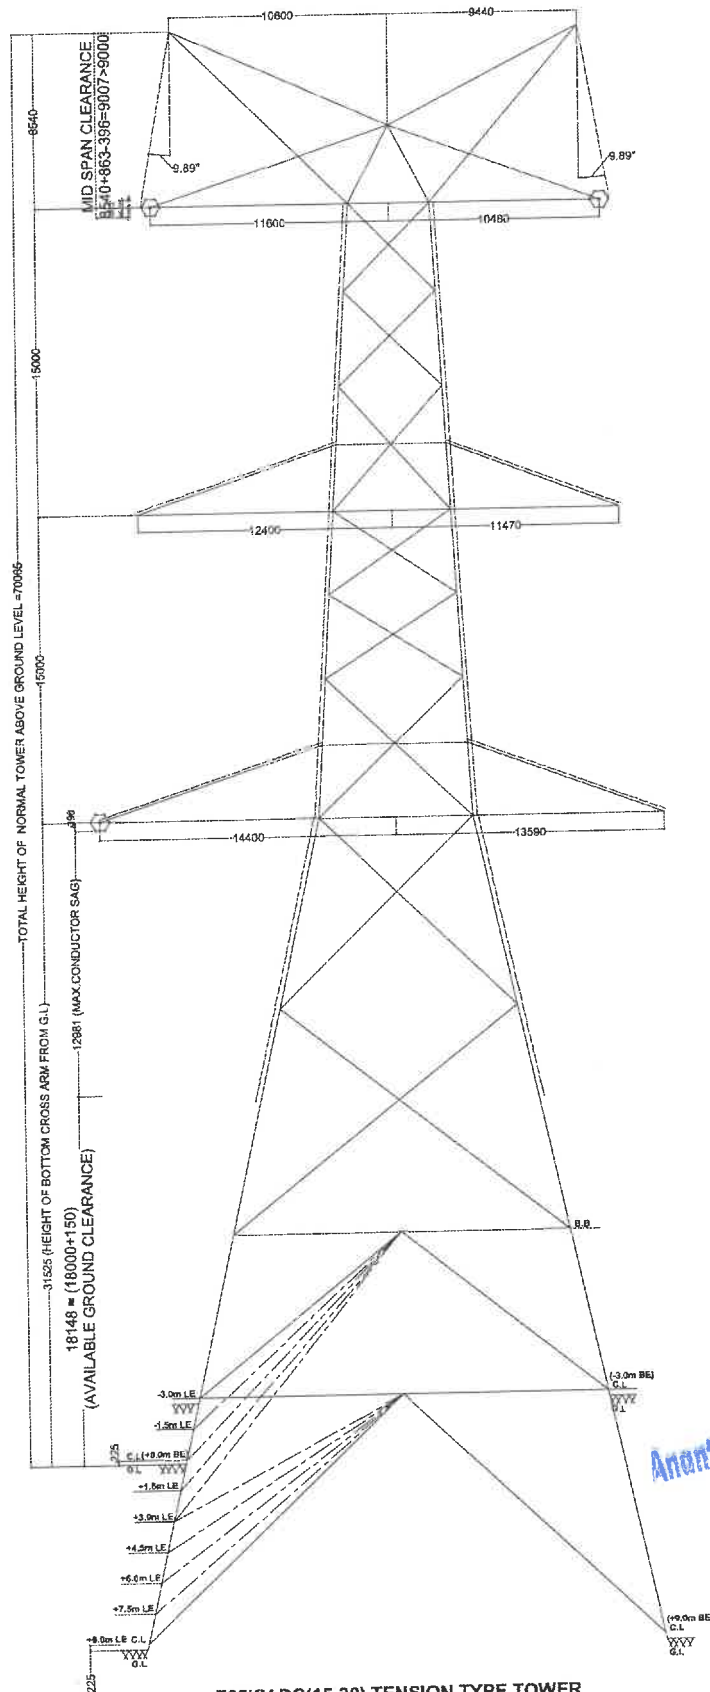 10600
9440
8540
MID SPAN CLEARANCE
8540+863-396=9007>9000
9.89°
9.89°
11600
10480
15000
12400
11470
TOTAL HEIGHT OF NORMAL TOWER ABOVE GROUND LEVEL =70065
15000
396
14400
13590
12981 (MAX.CONDUCTOR SAG)
31525 (HEIGHT OF BOTTOM CROSS ARM FROM G.L)
18148 ≈ (18000+150)
(AVAILABLE GROUND CLEARANCE)
B.B
-3.0m LE
(-3.0m BE)
C.L
G.L
-1.5m LE
225
C.L(+0.0m BE)
G.L
+1.5m LE
+3.0m LE
+4.5m LE
+6.0m LE
+7.5m LE
+9.0m LE C.L
G.L
(+9.0m BE)
C.L
G.L
225
TENSION TYPE TOWER